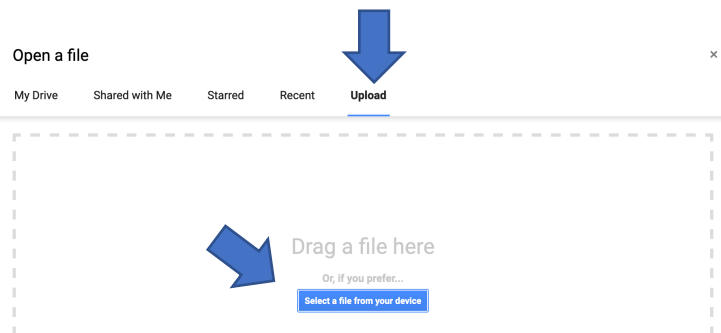 Open a file
×
My Drive Shared with Me Starred Recent Upload
Drag a file here
Or, if you prefer...
Select a file from your device